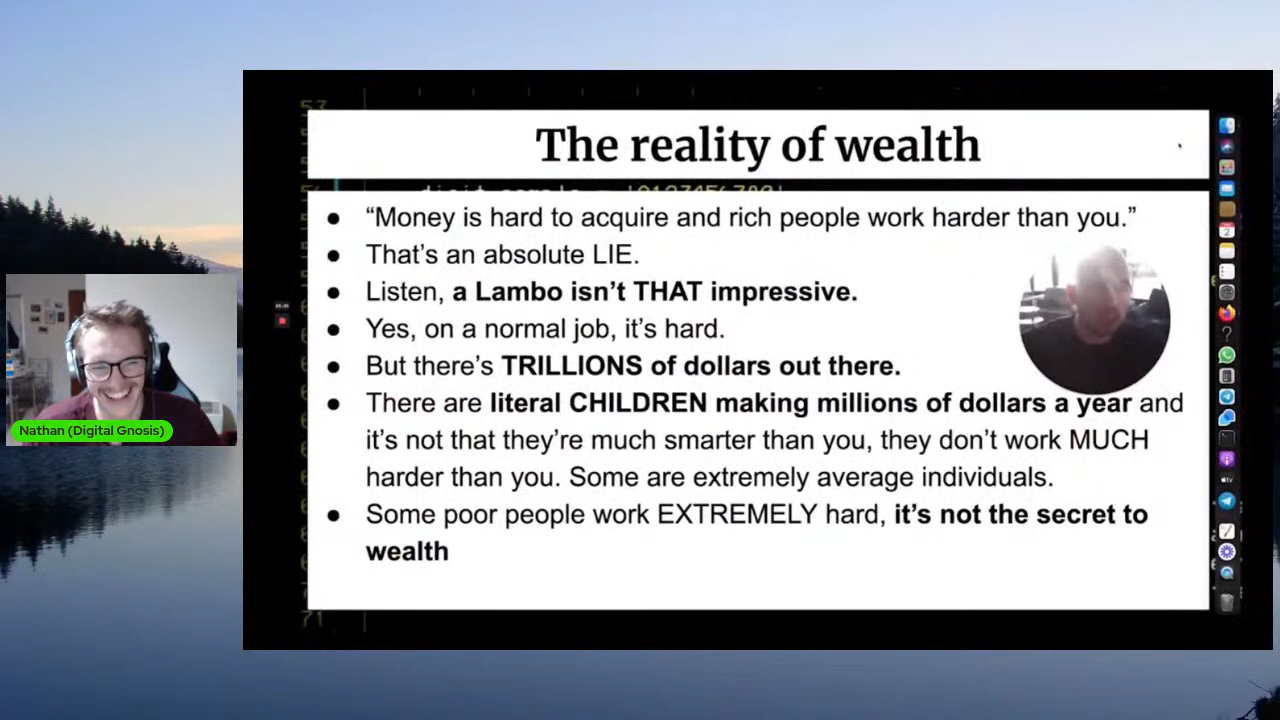 The reality of wealth
● “Money is hard to acquire and rich people work harder than you.”
● That’s an absolute LIE.
● Listen, a Lambo isn’t THAT impressive.
● Yes, on a normal job, it’s hard.
● But there’s TRILLIONS of dollars out there.
● There are literal CHILDREN making millions of dollars a year and
it’s not that they’re much smarter than you, they don’t work MUCH
harder than you. Some are extremely average individuals.
● Some poor people work EXTREMELY hard, it’s not the secret to
wealth
Nathan (Digital Gnosis)
71